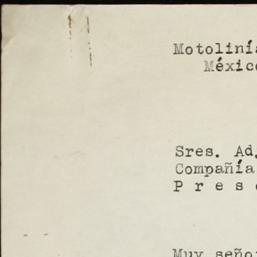 Motolinía
México
Sres. Ad
Compañía
P r e s e
Muy seño